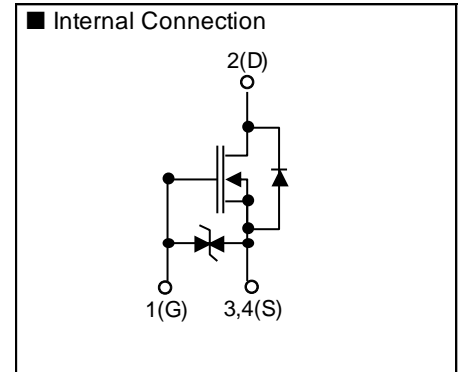 ■ Internal Connection
2(D)
1(G) 3,4(S)